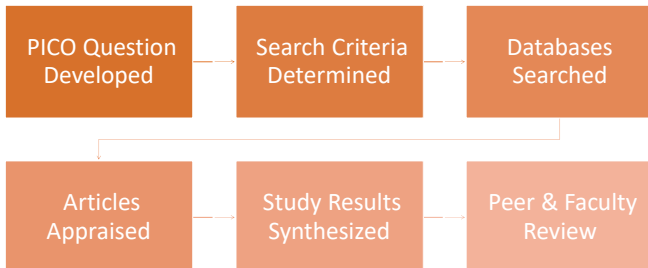 PICO Question
Developed
Search Criteria
Determined
Databases
Searched
Articles
Appraised
Study Results
Synthesized
Peer & Faculty
Review